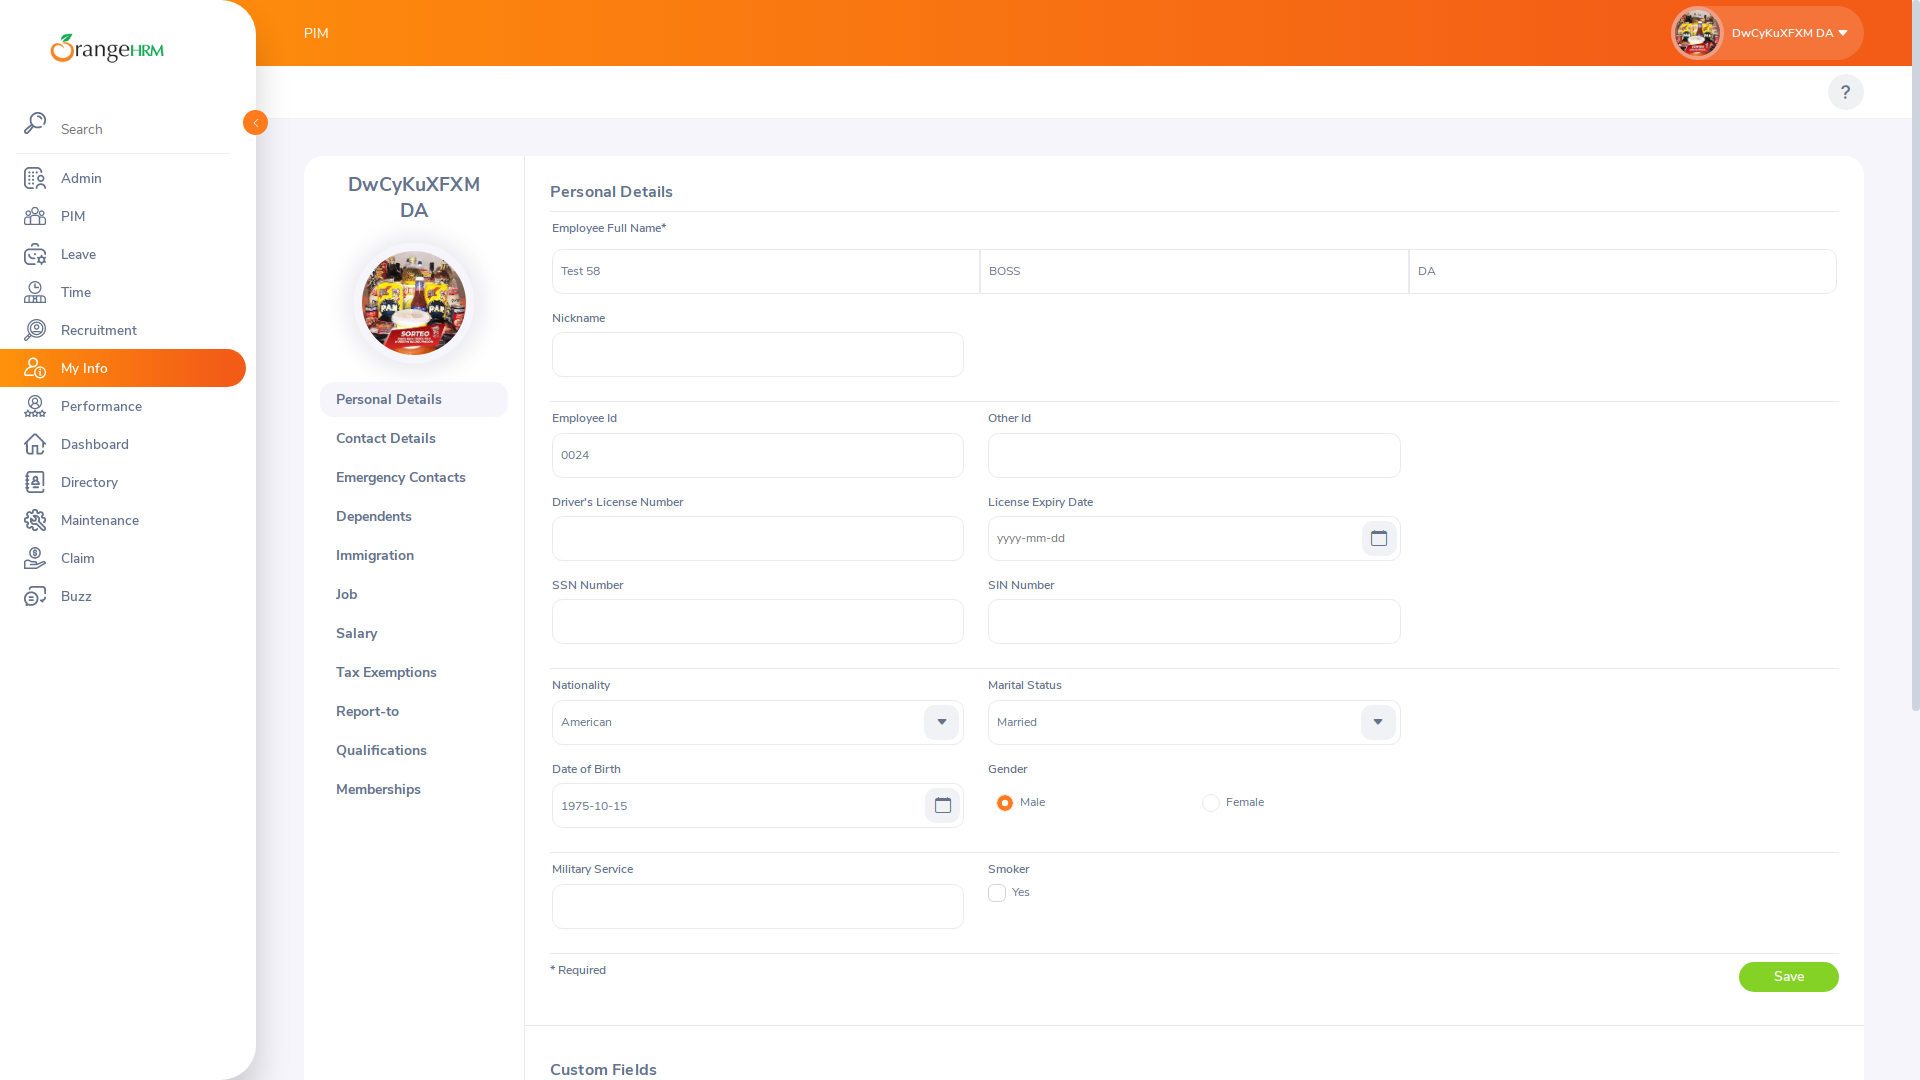 OrangeHRM
PIM
DwCyKuXFXM DA
?
Search
Admin
PIM
Leave
Time
Recruitment
My Info
Performance
Dashboard
Directory
Maintenance
Claim
Buzz
DwCyKuXFXM
DA
PAN
PAN
SORTEO
Personal Details
Contact Details
Emergency Contacts
Dependents
Immigration
Job
Salary
Tax Exemptions
Report-to
Qualifications
Memberships
Personal Details
Employee Full Name*
Test 58 BOSS DA
Nickname
Employee Id Other Id
0024
Driver's License Number License Expiry Date
yyyy-mm-dd
SSN Number SIN Number
Nationality Marital Status
American Married
Date of Birth Gender
1975-10-15 Male Female
Military Service Smoker
Yes
* Required Save
Custom Fields